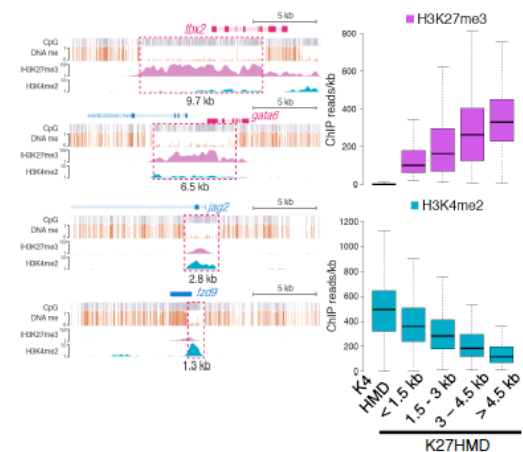 tbx2
5 kb
CpG
DNA me
H3K27me3
H3K4me2
9.7 kb
gata6
5 kb
CpG
DNA me
H3K27me3
H3K4me2
6.5 kb
jag2
5 kb
CpG
DNA me
H3K27me3
H3K4me2
2.8 kb
fzd9
5 kb
CpG
DNA me
H3K27me3
H3K4me2
1.3 kb
H3K27me3
ChIP reads/kb
800
600
400
200
0
H3K4me2
ChIP reads/kb
1200
1000
800
600
400
200
0
K4
HMD
< 1.5 kb
1.5 - 3 kb
3 – 4.5 kb
> 4.5 kb
K27HMD